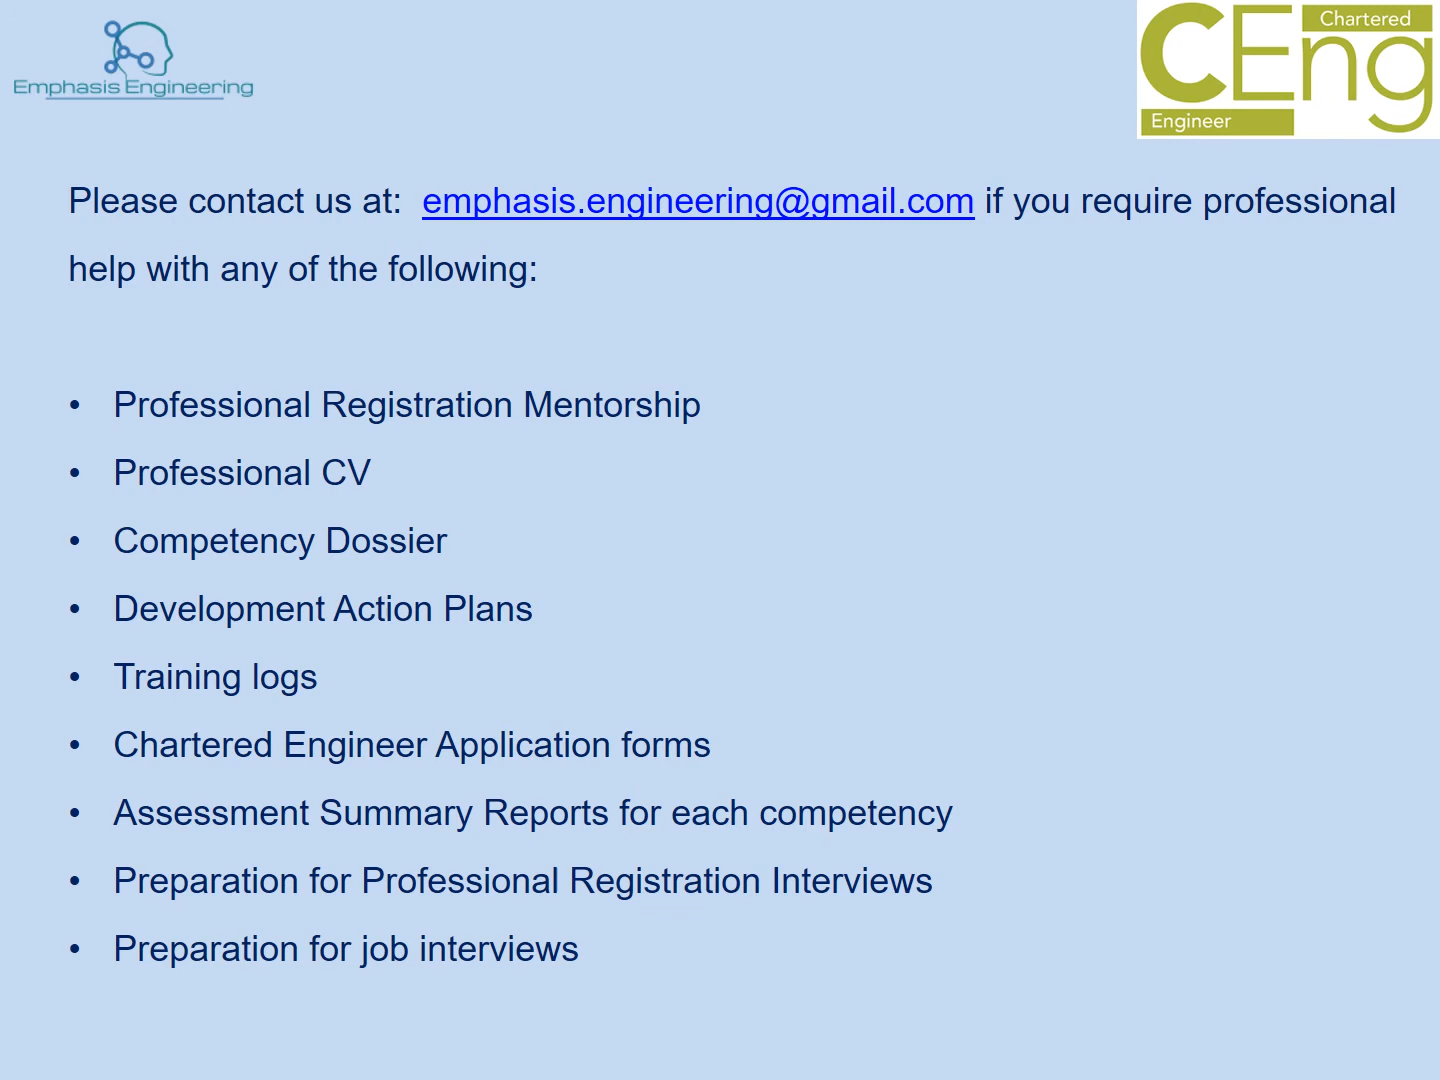 Emphasis Engineering
Chartered
CEng
Engineer
Please contact us at: emphasis.engineering@gmail.com if you require professional
help with any of the following:
• Professional Registration Mentorship
• Professional CV
• Competency Dossier
• Development Action Plans
• Training logs
• Chartered Engineer Application forms
• Assessment Summary Reports for each competency
• Preparation for Professional Registration Interviews
• Preparation for job interviews